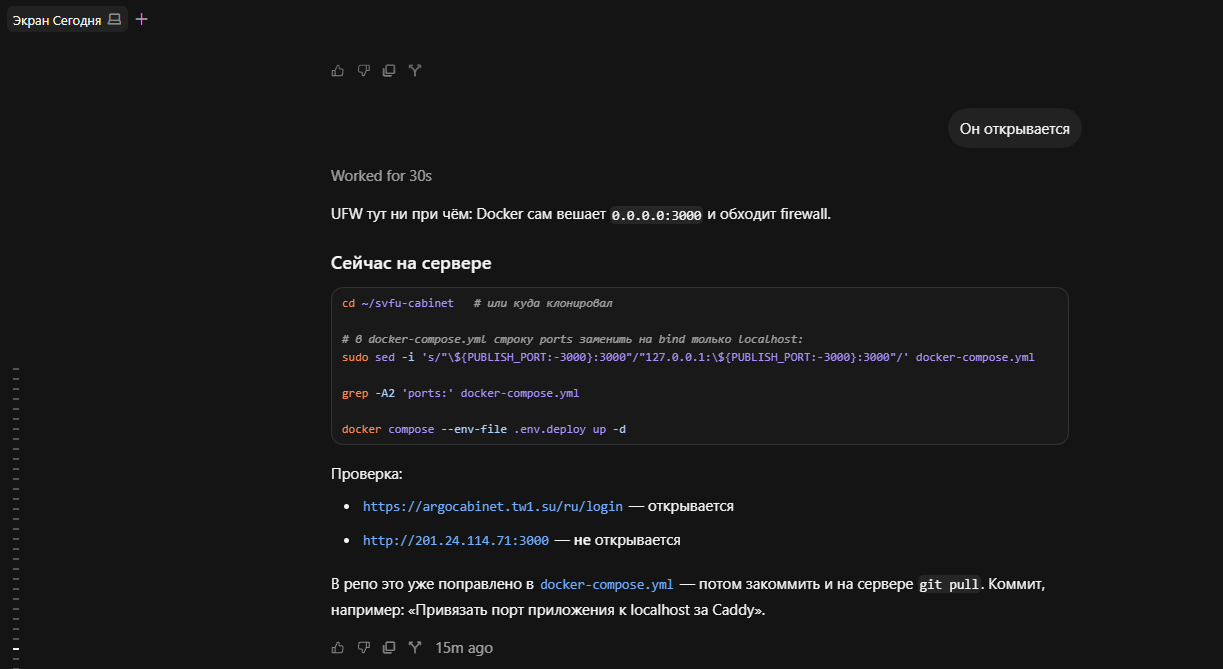 Экран Сегодня
Он открывается
Worked for 30s
UFW тут ни при чём: Docker сам вешает 0.0.0.0:3000 и обходит firewall.
Сейчас на сервере
cd ~/svfu-cabinet   # или куда клонировал
# в docker-compose.yml строку ports заменить на bind только localhost:
sudo sed -i 's/"\${PUBLISH_PORT:-3000}:3000"/"127.0.0.1:\${PUBLISH_PORT:-3000}:3000"/' docker-compose.yml
grep -A2 'ports:' docker-compose.yml
docker compose --env-file .env.deploy up -d
Проверка:
• https://argocabinet.tw1.su/ru/login — открывается
• http://201.24.114.71:3000 — не открывается
В репо это уже поправлено в docker-compose.yml — потом закоммить и на сервере git pull. Коммит,
например: «Привязать порт приложения к localhost за Caddy».
15m ago